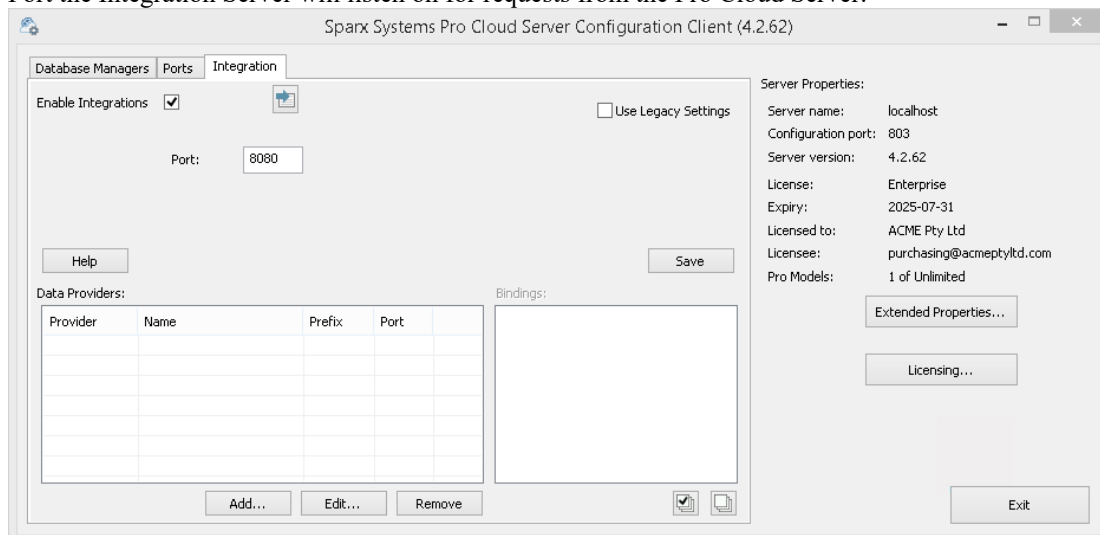 Port the Integration Server will listen on for requests from the Pro Cloud Server.
Sparx Systems Pro Cloud Server Configuration Client (4.2.62)
Database Managers Ports Integration
Enable Integrations
Use Legacy Settings
Port: 8080
Help
Save
Data Providers:
Bindings:
Provider Name Prefix Port
Add... Edit... Remove
Server Properties:
Server name: localhost
Configuration port: 803
Server version: 4.2.62
License: Enterprise
Expiry: 2025-07-31
Licensed to: ACME Pty Ltd
Licensee: purchasing@acmeptyltd.com
Pro Models: 1 of Unlimited
Extended Properties...
Licensing...
Exit